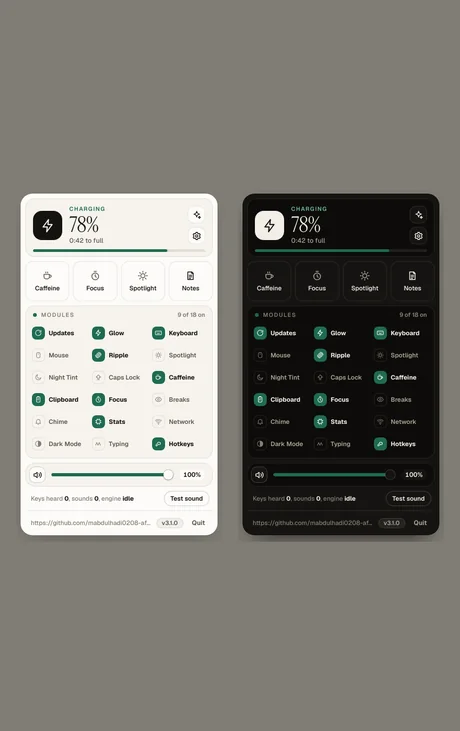 CHARGING
78%
0:42 to full
Caffeine Focus Spotlight Notes
MODULES 9 of 18 on
Updates Glow Keyboard
Mouse Ripple Spotlight
Night Tint Caps Lock Caffeine
Clipboard Focus Breaks
Chime Stats Network
Dark Mode Typing Hotkeys
100%
Keys heard 0, sounds 0, engine idle Test sound
https://github.com/mabdulhadi0208-af... v3.1.0 Quit
CHARGING
78%
0:42 to full
Caffeine Focus Spotlight Notes
MODULES 9 of 18 on
Updates Glow Keyboard
Mouse Ripple Spotlight
Night Tint Caps Lock Caffeine
Clipboard Focus Breaks
Chime Stats Network
Dark Mode Typing Hotkeys
100%
Keys heard 0, sounds 0, engine idle Test sound
https://github.com/mabdulhadi0208-af... v3.1.0 Quit